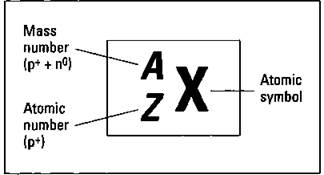 Mass
number
(p⁺ + n⁰)
A
Z
X
Atomic
symbol
Atomic
number
(p⁺)